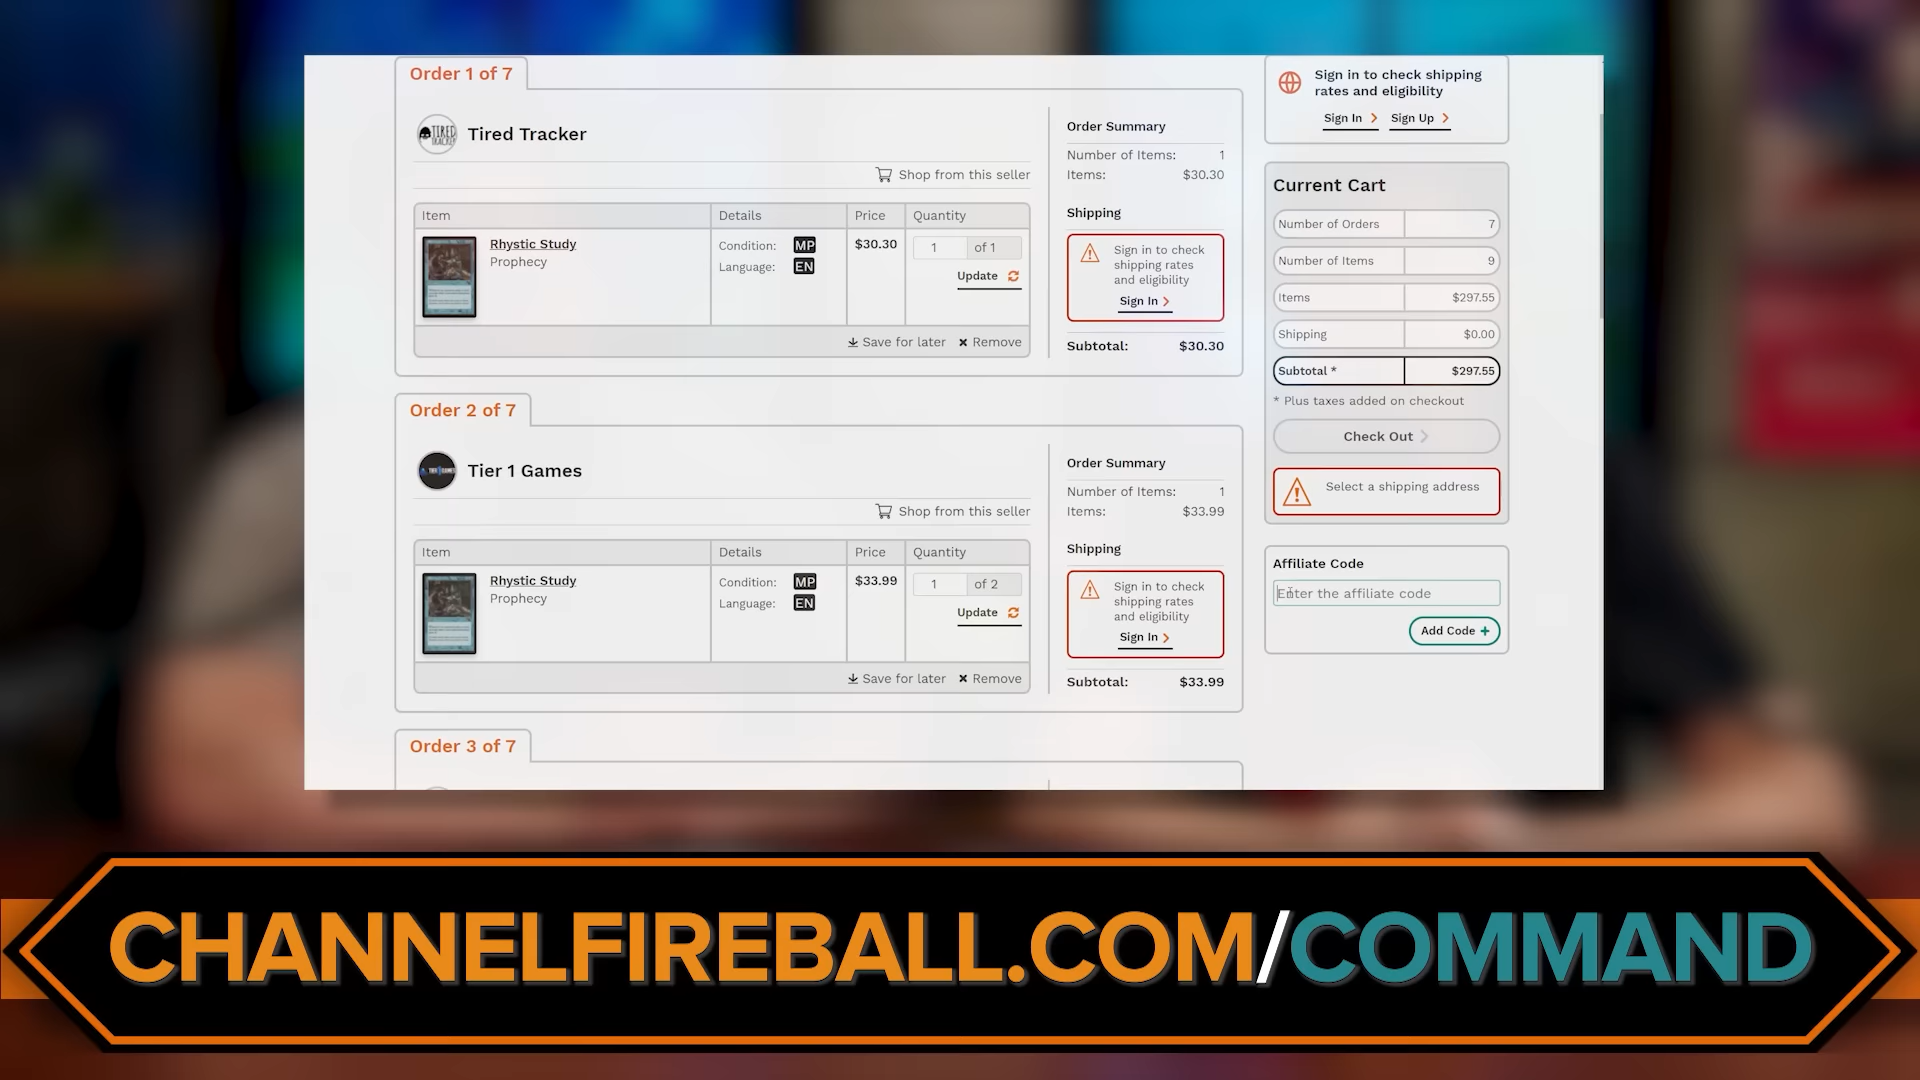 Order 1 of 7
Tired Tracker
Shop from this seller
Item Details Price Quantity
Rhystic Study
Prophecy
Condition: MP
Language: EN
$30.30
1 of 1
Update
Save for later Remove
Order Summary
Number of Items: 1
Items: $30.30
Shipping
Sign in to check
shipping rates
and eligibility
Sign In
Subtotal: $30.30
Order 2 of 7
Tier 1 Games
Shop from this seller
Item Details Price Quantity
Rhystic Study
Prophecy
Condition: MP
Language: EN
$33.99
1 of 2
Update
Save for later Remove
Order Summary
Number of Items: 1
Items: $33.99
Shipping
Sign in to check
shipping rates
and eligibility
Sign In
Subtotal: $33.99
Order 3 of 7
Sign in to check shipping
rates and eligibility
Sign In Sign Up
Current Cart
Number of Orders 7
Number of Items 9
Items $297.55
Shipping $0.00
Subtotal * $297.55
* Plus taxes added on checkout
Check Out
Select a shipping address
Affiliate Code
Enter the affiliate code
Add Code +
CHANNELFIREBALL.COM/COMMAND